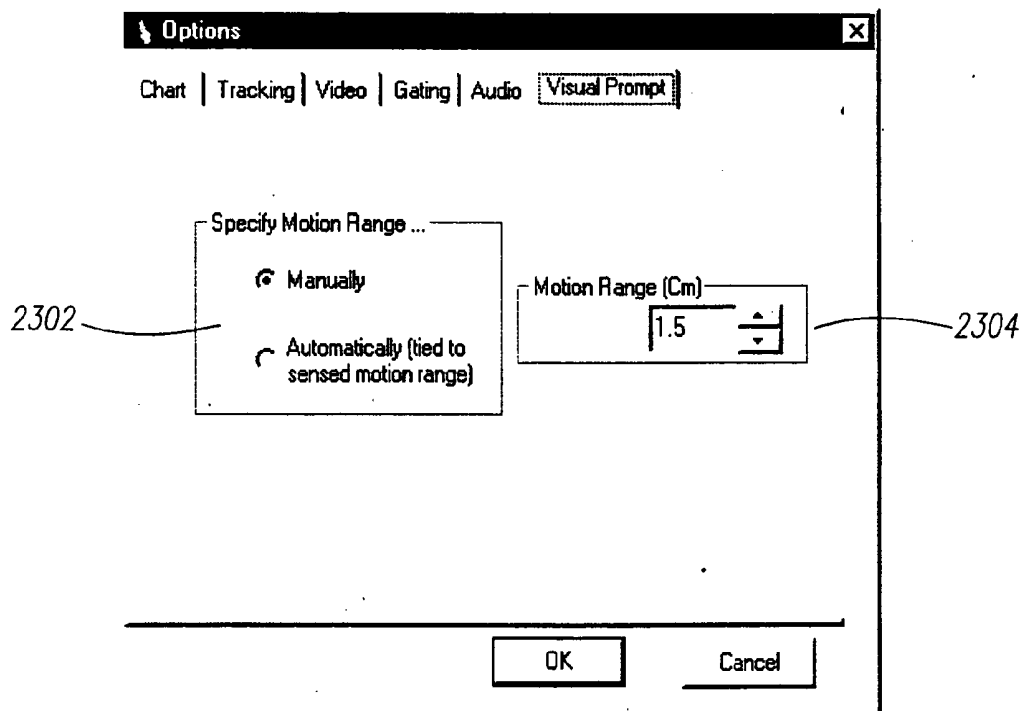 Options
Chart Tracking Video Gating Audio Visual Prompt
Specify Motion Range ...
Manually
Motion Range (Cm)
1.5
2302
2304
Automatically (tied to
sensed motion range)
OK Cancel